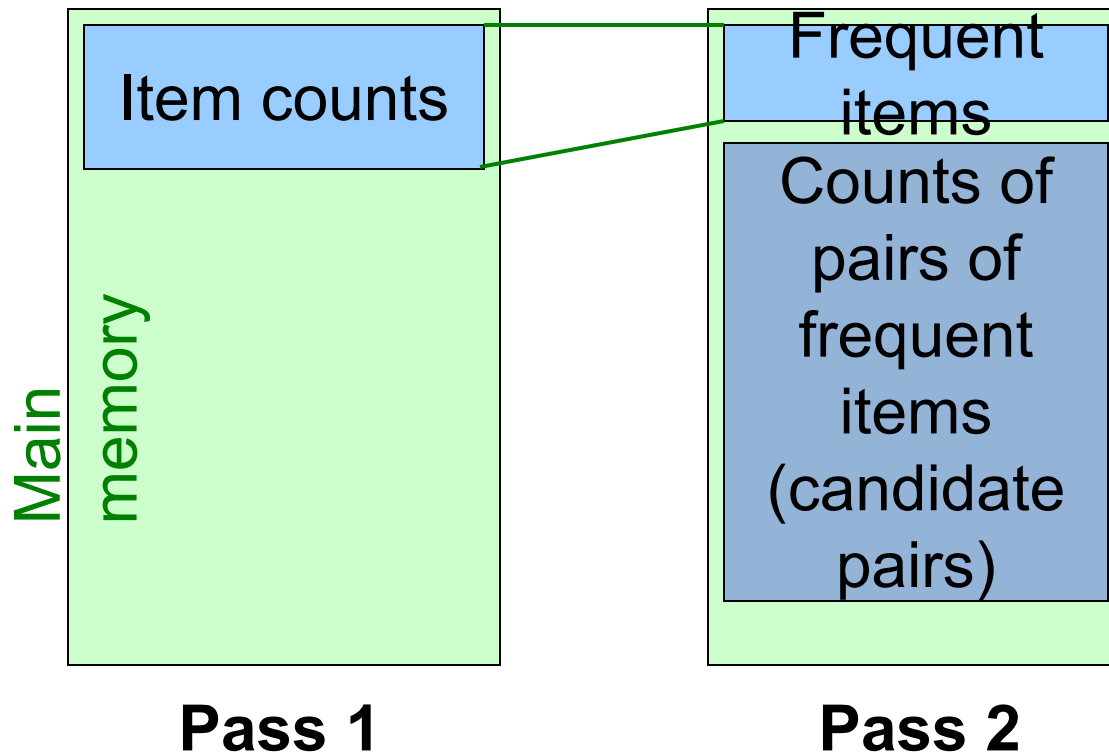 Item counts
Main
memory
Pass 1
Frequent
items
Counts of
pairs of
frequent
items
(candidate
pairs)
Pass 2